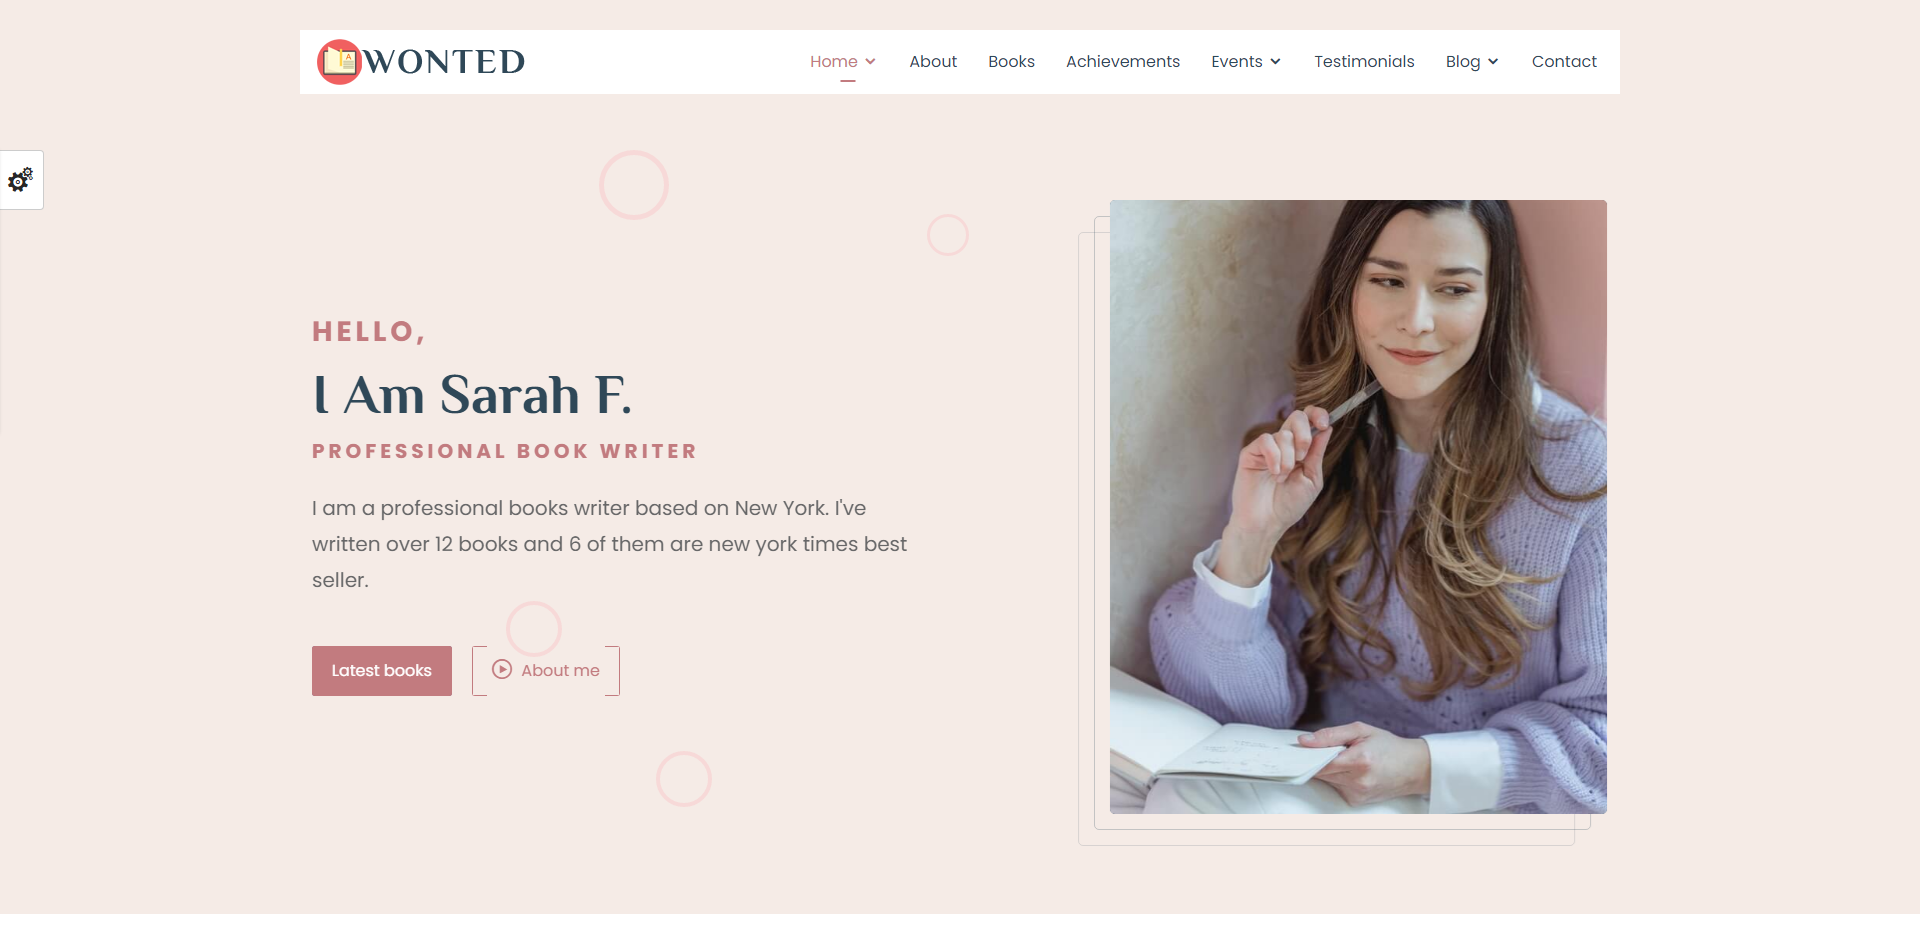 WONTED
Home About Books Achievements Events Testimonials Blog Contact
HELLO,
I Am Sarah F.
PROFESSIONAL BOOK WRITER
I am a professional books writer based on New York. I've
written over 12 books and 6 of them are new york times best
seller.
Latest books
About me